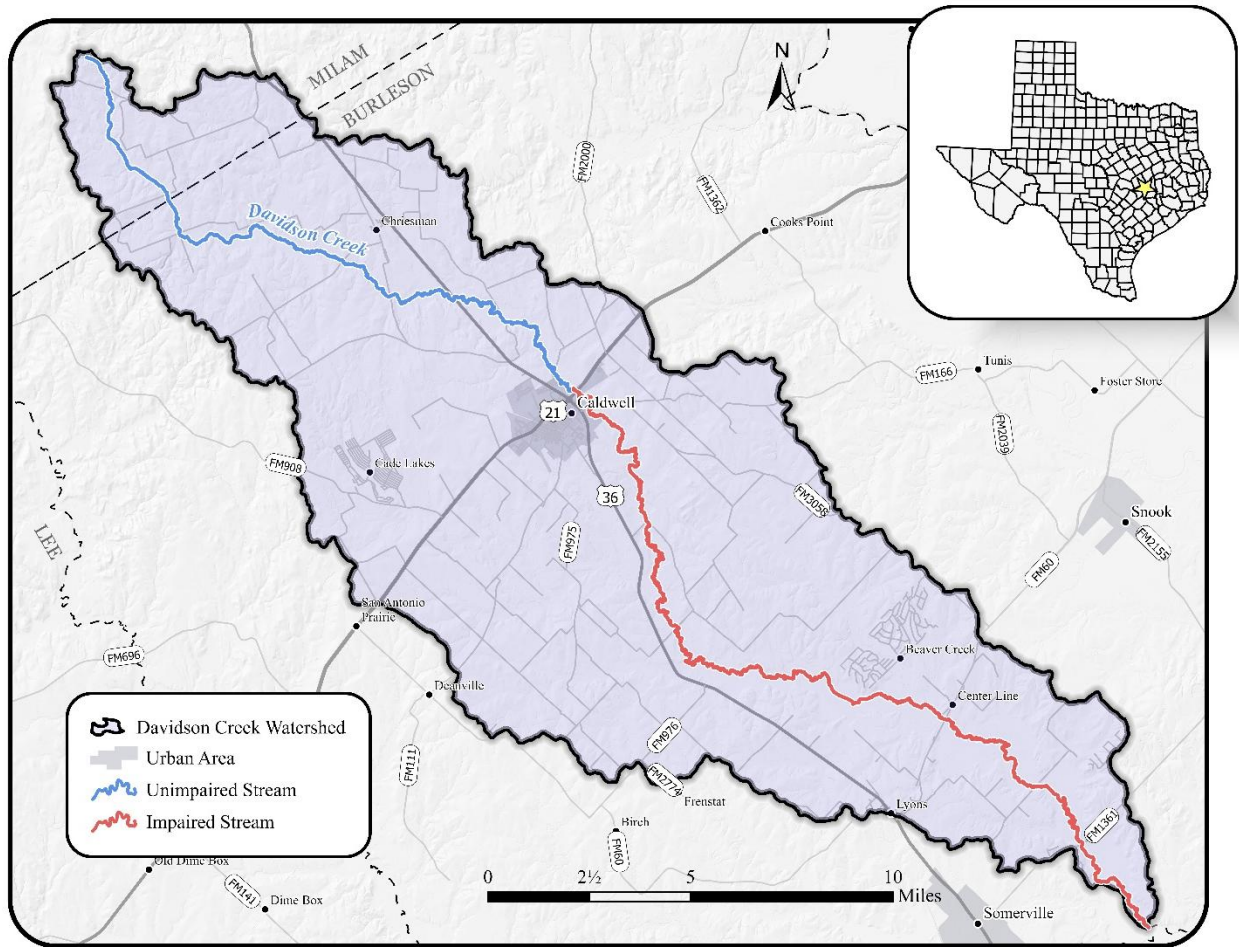 N
MILAM
BURLESON
FM2000
FM1362
Chriesman
Cooks Point
Davidson Creek
FM166
Tunis
Foster Store
21
Caldwell
FM2039
FM908
Cade Lakes
36
FM3058
Snook
FM2155
FM975
FM60
LEE
San Antonio
Prairie
FM696
Beaver Creek
Deanville
Center Line
FM976
FM111
FM2774
Frenstat
Lyons
FM1361
Birch
FM60
Davidson Creek Watershed
Urban Area
Unimpaired Stream
Impaired Stream
Old Dime Box
FM141
Dime Box
0 2½ 5 10
Miles
Somerville